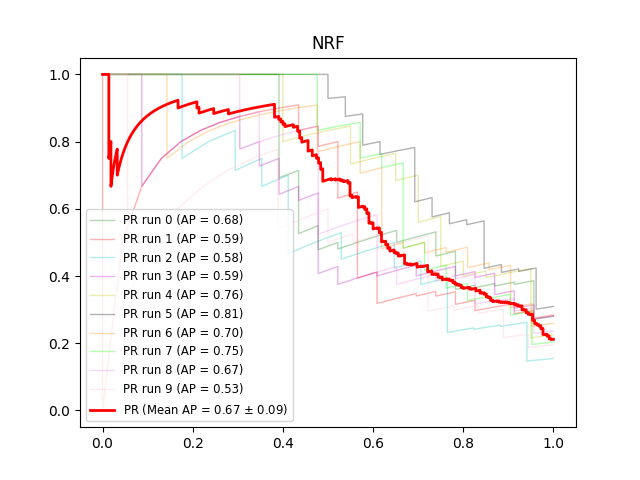 NRF
1.0
0.8
0.6
0.4
0.2
0.0
PR run 0 (AP = 0.68)
PR run 1 (AP = 0.59)
PR run 2 (AP = 0.58)
PR run 3 (AP = 0.59)
PR run 4 (AP = 0.76)
PR run 5 (AP = 0.81)
PR run 6 (AP = 0.70)
PR run 7 (AP = 0.75)
PR run 8 (AP = 0.67)
PR run 9 (AP = 0.53)
PR (Mean AP = 0.67 ± 0.09)
0.0 0.2 0.4 0.6 0.8 1.0